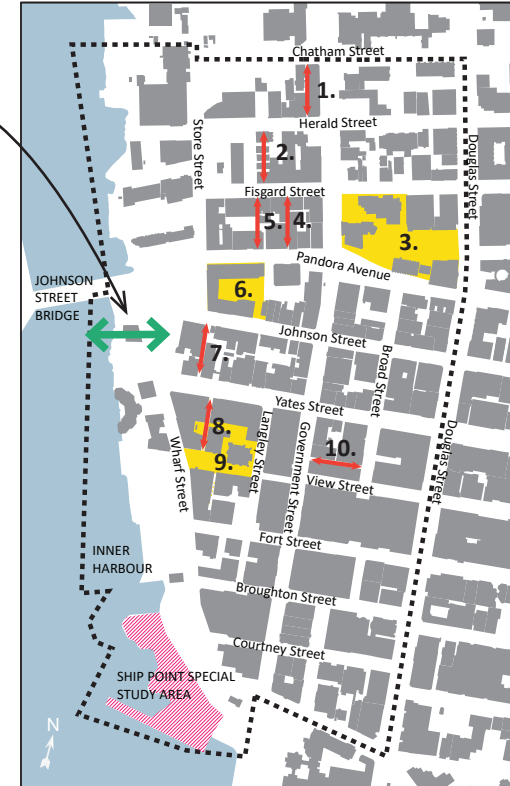 Chatham Street
1.
Herald Street
Store Street
2.
Douglas Street
Fisgard Street
5.
4.
3.
Pandora Avenue
JOHNSON
STREET
BRIDGE
6.
Johnson Street
7.
Broad Street
Yates Street
8.
Langley Street
Government Street
10.
Douglas Street
9.
Wharf Street
View Street
Fort Street
INNER
HARBOUR
Broughton Street
Courtney Street
SHIP POINT SPECIAL
STUDY AREA
N